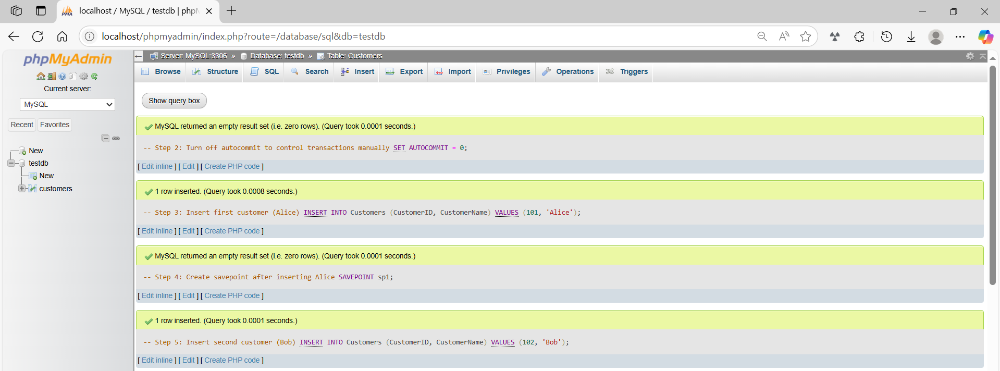 localhost / MySQL / testdb | phpM
localhost/phpmyadmin/index.php?route=/database/sql&db=testdb
phpMyAdmin
Current server:
MySQL
Recent Favorites
New
testdb
New
customers
Server: MySQL:3306 » Database: testdb » Table: Customers
Browse Structure SQL Search Insert Export Import Privileges Operations Triggers
Show query box
MySQL returned an empty result set (i.e. zero rows). (Query took 0.0001 seconds.)
-- Step 2: Turn off autocommit to control transactions manually SET AUTOCOMMIT = 0;
[ Edit inline ] [ Edit ] [ Create PHP code ]
1 row inserted. (Query took 0.0008 seconds.)
-- Step 3: Insert first customer (Alice) INSERT INTO Customers (CustomerID, CustomerName) VALUES (101, 'Alice');
[ Edit inline ] [ Edit ] [ Create PHP code ]
MySQL returned an empty result set (i.e. zero rows). (Query took 0.0001 seconds.)
-- Step 4: Create savepoint after inserting Alice SAVEPOINT sp1;
[ Edit inline ] [ Edit ] [ Create PHP code ]
1 row inserted. (Query took 0.0001 seconds.)
-- Step 5: Insert second customer (Bob) INSERT INTO Customers (CustomerID, CustomerName) VALUES (102, 'Bob');
[ Edit inline ] [ Edit ] [ Create PHP code ]